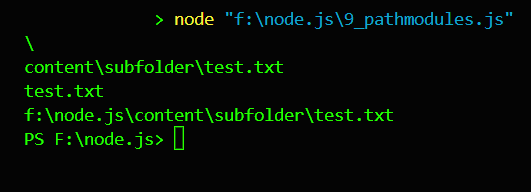 > node "f:\node.js\9_pathmodules.js"
\
content\subfolder\test.txt
test.txt
f:\node.js\content\subfolder\test.txt
PS F:\node.js>